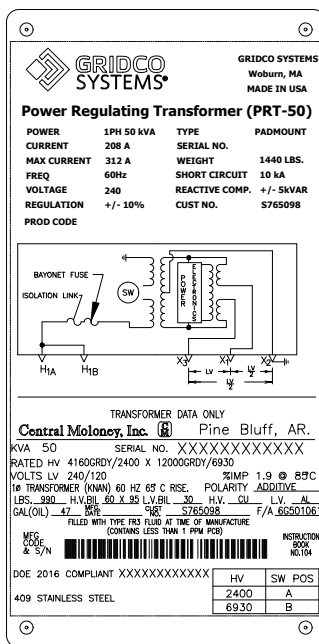 GRIDCO
SYSTEMS
GRIDCO SYSTEMS
Woburn, MA
MADE IN USA
Power Regulating Transformer (PRT-50)
POWER 1PH 50 kVA TYPE PADMOUNT
CURRENT 208 A SERIAL NO.
MAX CURRENT 312 A WEIGHT 1440 LBS.
FREQ 60Hz SHORT CIRCUIT 10 kA
VOLTAGE 240 REACTIVE COMP. +/- 5kVAR
REGULATION +/- 10% CUST NO. S765098
PROD CODE
BAYONET FUSE
ISOLATION LINK
SW
POWER
ELECTRONICS
H1A H1B X3 X1 X2
LV LV/2
LV/2
TRANSFORMER DATA ONLY
Central Moloney, Inc. Pine Bluff, AR.
KVA 50 SERIAL NO. XXXXXXXXXXXXX
RATED HV 4160GRDY/2400 X 12000GRDY/6930
VOLTS LV 240/120 %IMP 1.9 @ 85°C
1Ø TRANSFORMER (KNAN) 60 HZ 65°C RISE. POLARITY ADDITIVE
LBS. 990 H.V.BIL 60 X 95 L.V.BIL 30 H.V. CU L.V. AL
GAL(OIL) 47 MFG DATE CUST NR. S765098 F/A 6G501061
FILLED WITH TYPE FR3 FLUID AT TIME OF MANUFACTURE
(CONTAINS LESS THAN 1 PPM PCB)
MFG CODE & S/N
INSTRUCTION BOOK NO.104
DOE 2016 COMPLIANT XXXXXXXXXXXX
409 STAINLESS STEEL
HV SW POS
2400 A
6930 B